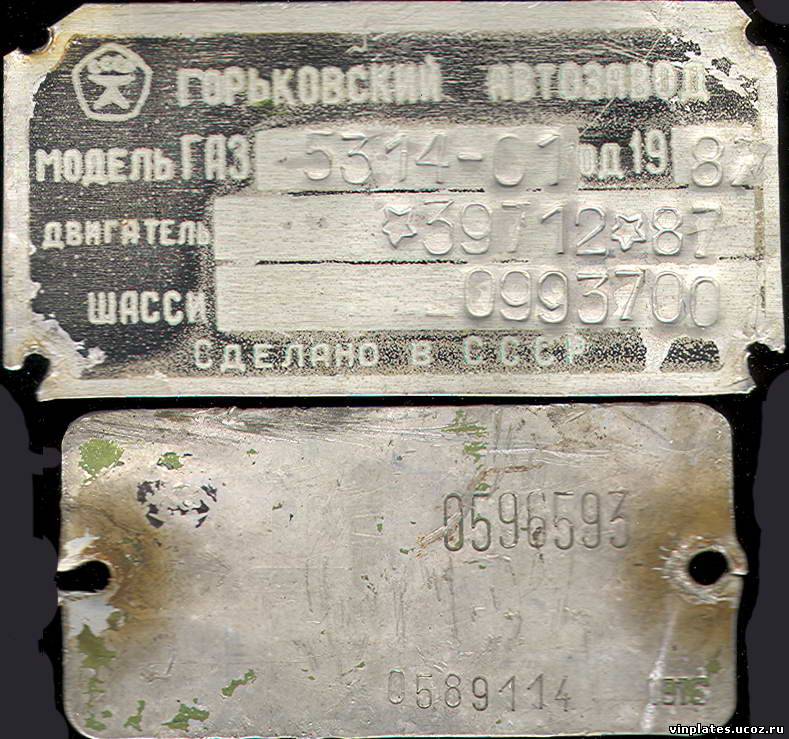 ГОРЬКОВСКИЙ АВТОЗАВОД
МОДЕЛЬ ГАЗ 5314-01 год 19 87
ДВИГАТЕЛЬ ☆39712☆87
ШАССИ 0993700
СДЕЛАНО В СССР
0596593
0589114
vinplates.ucoz.ru